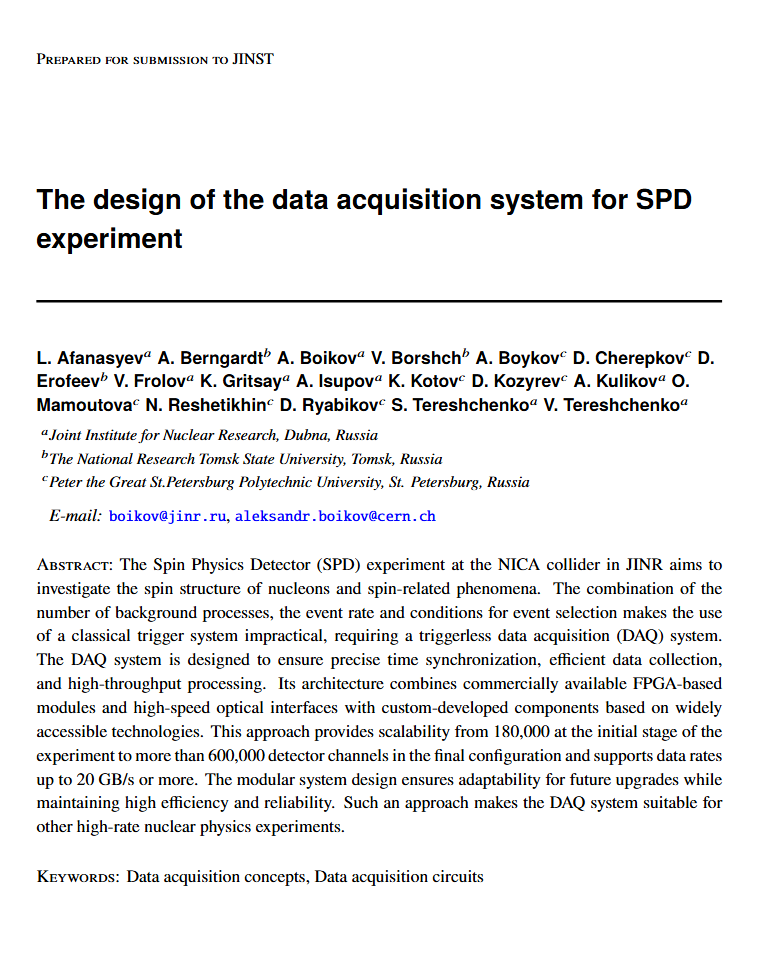 PREPARED FOR SUBMISSION TO JINST
The design of the data acquisition system for SPD
experiment
L. Afanasyevᵃ A. Berngardtᵇ A. Boikovᵃ V. Borshchᵇ A. Boykovᶜ D. Cherepkovᶜ D.
Erofeevᵇ V. Frolovᵃ K. Gritsayᵃ A. Isupovᵃ K. Kotovᶜ D. Kozyrevᶜ A. Kulikovᵃ O.
Mamoutovaᶜ N. Reshetikhinᶜ D. Ryabikovᶜ S. Tereshchenkoᵃ V. Tereshchenkoᵃ
ᵃJoint Institute for Nuclear Research, Dubna, Russia
ᵇThe National Research Tomsk State University, Tomsk, Russia
ᶜPeter the Great St.Petersburg Polytechnic University, St. Petersburg, Russia
E-mail: boikov@jinr.ru, aleksandr.boikov@cern.ch
ABSTRACT: The Spin Physics Detector (SPD) experiment at the NICA collider in JINR aims to
investigate the spin structure of nucleons and spin-related phenomena. The combination of the
number of background processes, the event rate and conditions for event selection makes the use
of a classical trigger system impractical, requiring a triggerless data acquisition (DAQ) system.
The DAQ system is designed to ensure precise time synchronization, efficient data collection,
and high-throughput processing. Its architecture combines commercially available FPGA-based
modules and high-speed optical interfaces with custom-developed components based on widely
accessible technologies. This approach provides scalability from 180,000 at the initial stage of the
experiment to more than 600,000 detector channels in the final configuration and supports data rates
up to 20 GB/s or more. The modular system design ensures adaptability for future upgrades while
maintaining high efficiency and reliability. Such an approach makes the DAQ system suitable for
other high-rate nuclear physics experiments.
KEYWORDS: Data acquisition concepts, Data acquisition circuits